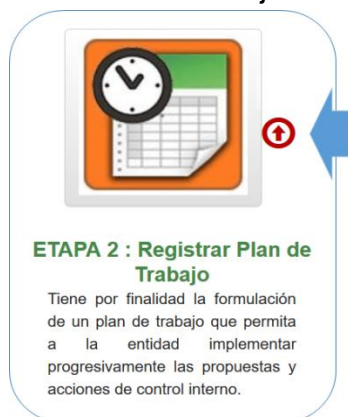 ETAPA 2 : Registrar Plan de
Trabajo
Tiene por finalidad la formulación
de un plan de trabajo que permita
a la entidad implementar
progresivamente las propuestas y
acciones de control interno.